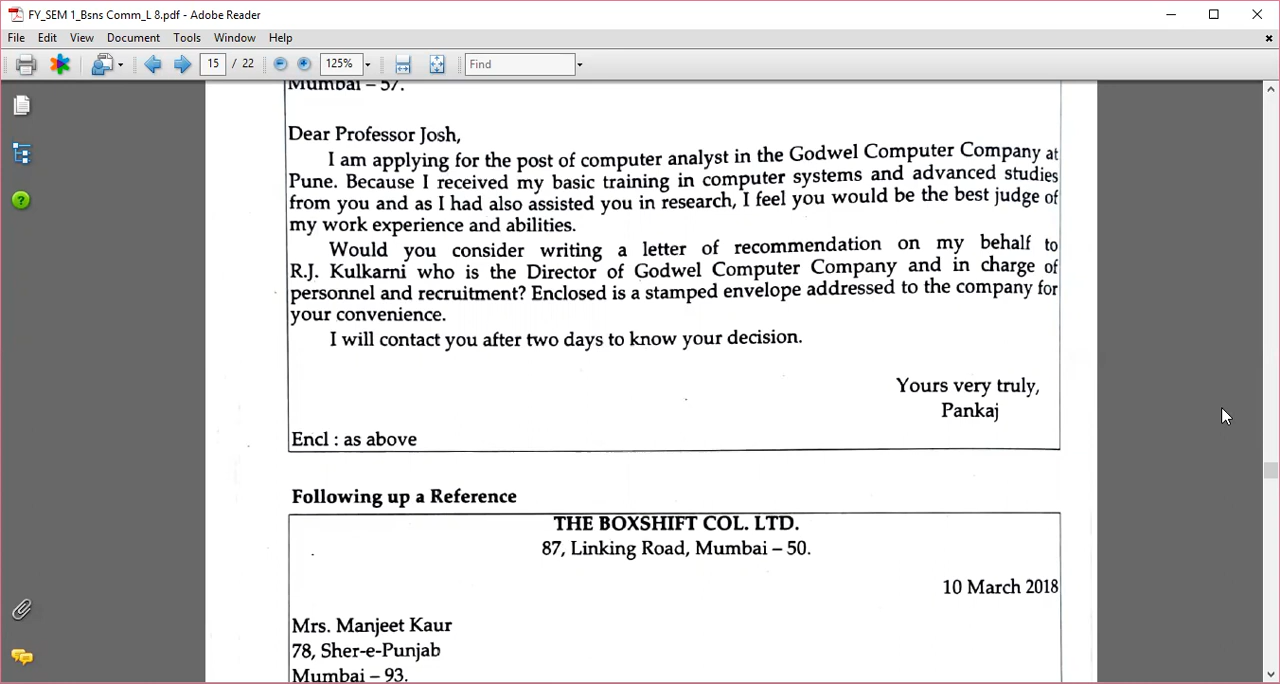 FY_SEM 1_Bsns Comm_L 8.pdf - Adobe Reader
File Edit View Document Tools Window Help
15 / 22 125% Find
Mumbai – 57.
Dear Professor Josh,
I am applying for the post of computer analyst in the Godwel Computer Company at
Pune. Because I received my basic training in computer systems and advanced studies
from you and as I had also assisted you in research, I feel you would be the best judge of
my work experience and abilities.
Would you consider writing a letter of recommendation on my behalf to
R.J. Kulkarni who is the Director of Godwel Computer Company and in charge of
personnel and recruitment? Enclosed is a stamped envelope addressed to the company for
your convenience.
I will contact you after two days to know your decision.
Yours very truly,
Pankaj
Encl : as above
Following up a Reference
THE BOXSHIFT COL. LTD.
87, Linking Road, Mumbai – 50.
10 March 2018
Mrs. Manjeet Kaur
78, Sher-e-Punjab
Mumbai – 93.